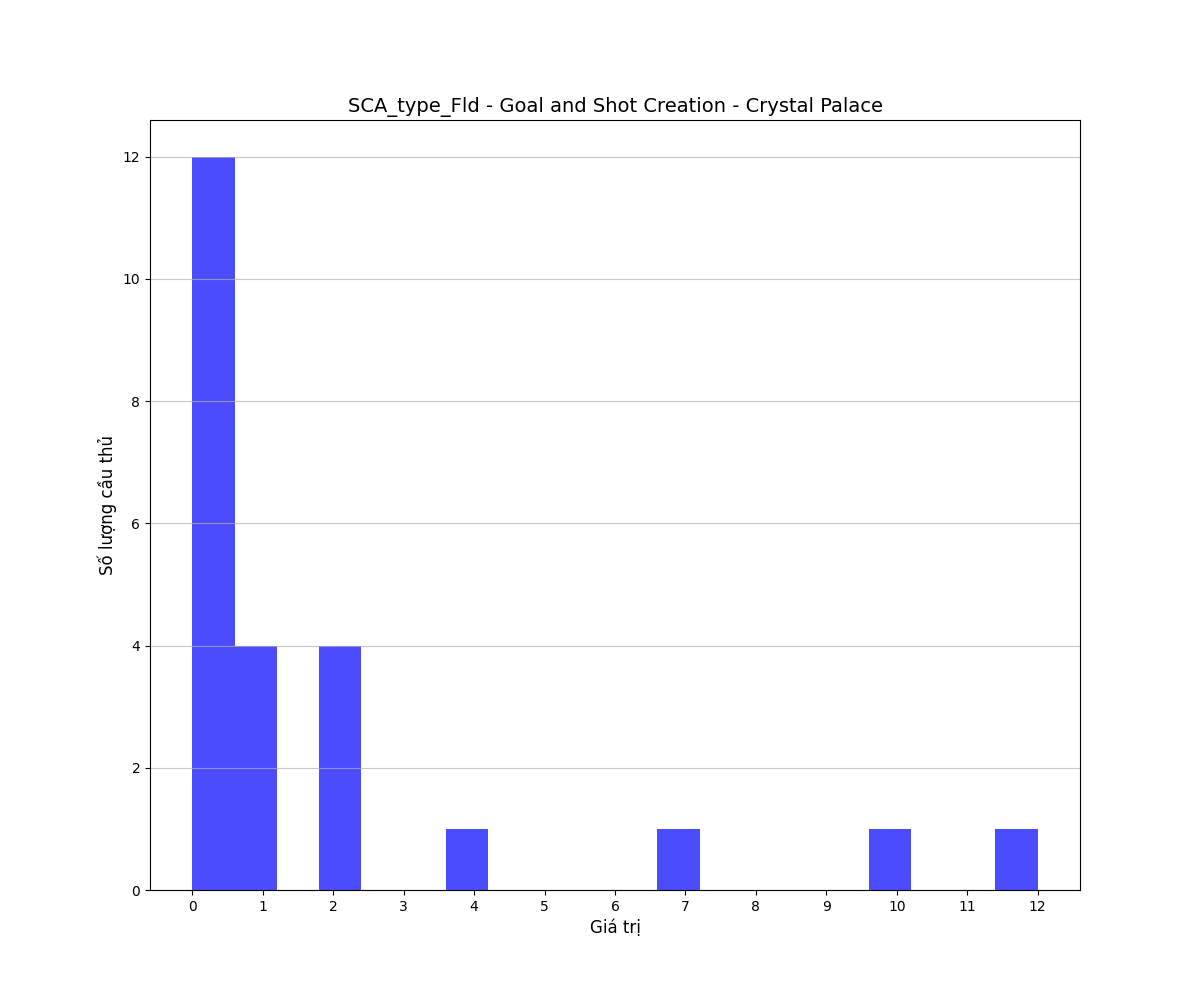 SCA_type_Fld - Goal and Shot Creation - Crystal Palace
12
10
8
6
4
2
0
Số lượng cầu thủ
0 1 2 3 4 5 6 7 8 9 10 11 12
Giá trị